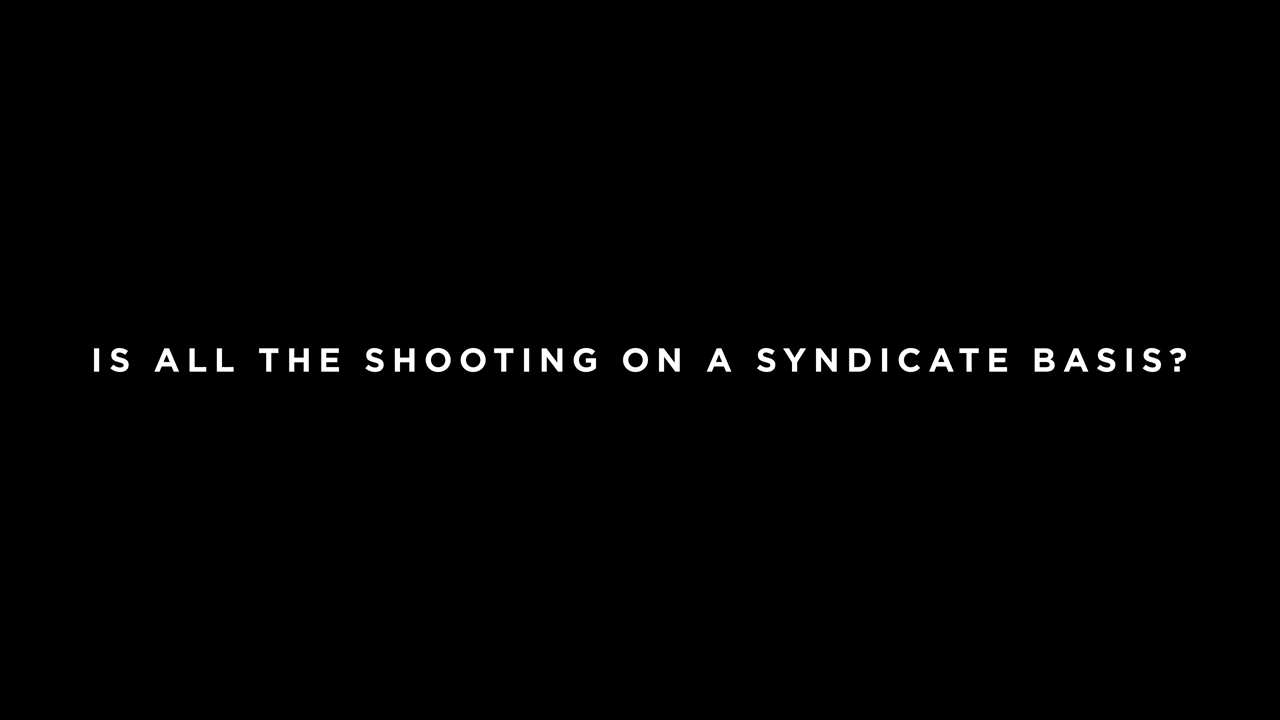 IS ALL THE SHOOTING ON A SYNDICATE BASIS?